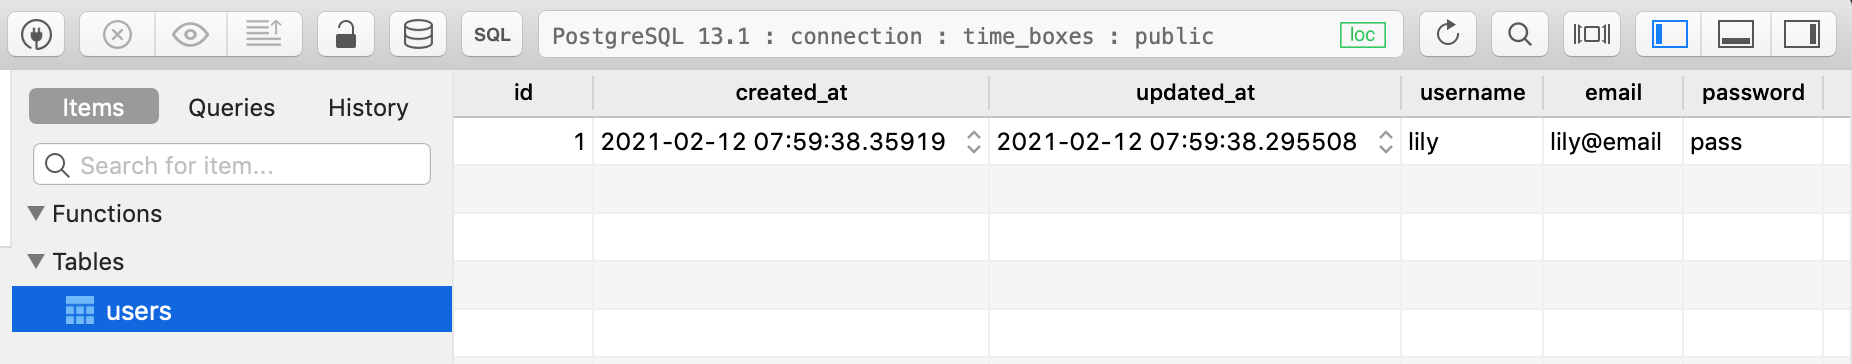 SQL PostgreSQL 13.1 : connection : time_boxes : public loc
Items Queries History
Search for item...
Functions
Tables
users
id created_at updated_at username email password
1 2021-02-12 07:59:38.35919 2021-02-12 07:59:38.295508 lily lily@email pass